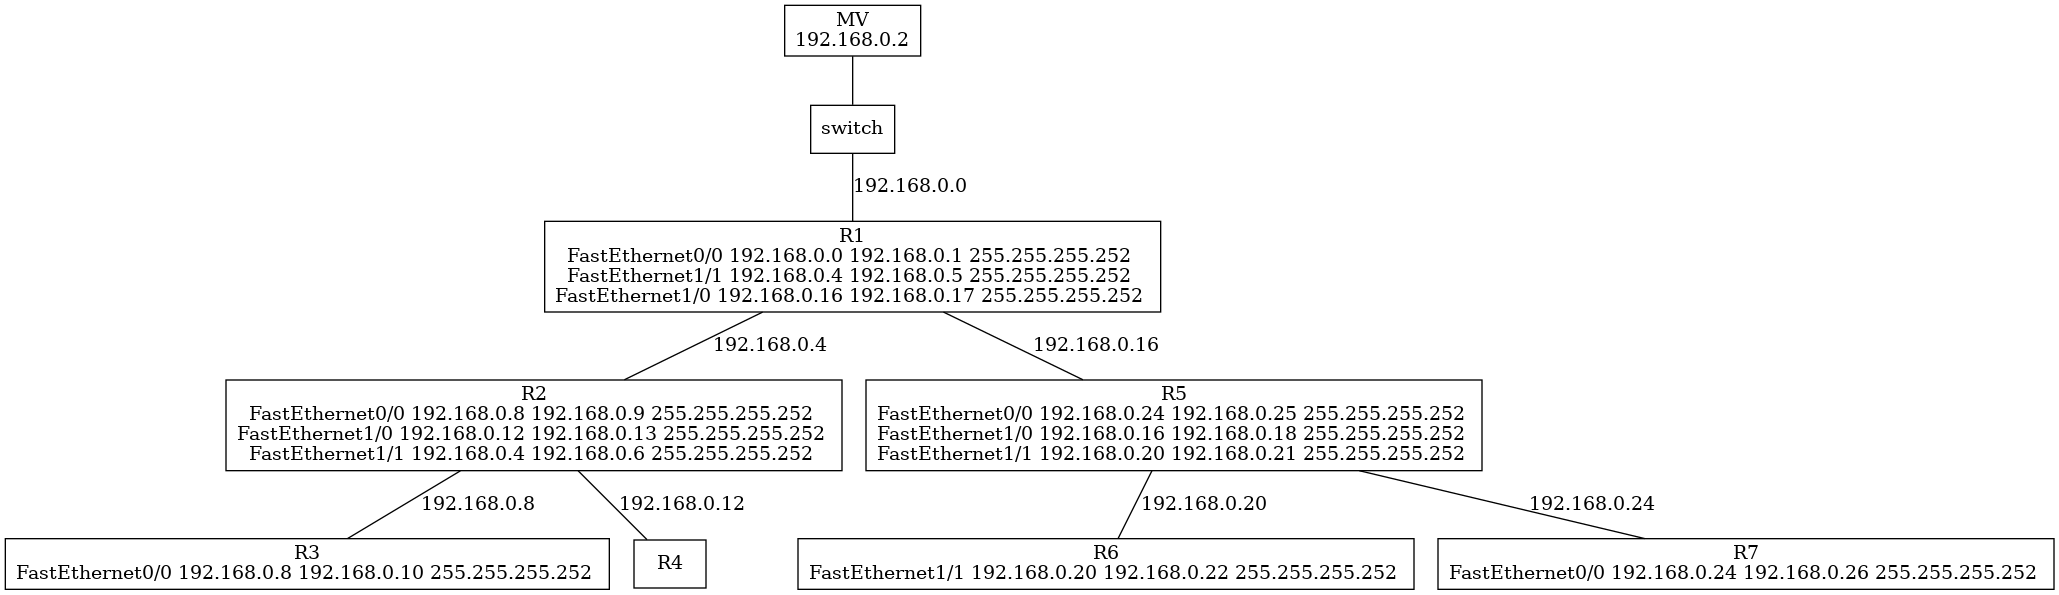 MV
192.168.0.2
switch
192.168.0.0
R1
FastEthernet0/0 192.168.0.0 192.168.0.1 255.255.255.252
FastEthernet1/1 192.168.0.4 192.168.0.5 255.255.255.252
FastEthernet1/0 192.168.0.16 192.168.0.17 255.255.255.252
192.168.0.4
192.168.0.16
R2
FastEthernet0/0 192.168.0.8 192.168.0.9 255.255.255.252
FastEthernet1/0 192.168.0.12 192.168.0.13 255.255.255.252
FastEthernet1/1 192.168.0.4 192.168.0.6 255.255.255.252
R5
FastEthernet0/0 192.168.0.24 192.168.0.25 255.255.255.252
FastEthernet1/0 192.168.0.16 192.168.0.18 255.255.255.252
FastEthernet1/1 192.168.0.20 192.168.0.21 255.255.255.252
192.168.0.8
192.168.0.12
192.168.0.20
192.168.0.24
R3
FastEthernet0/0 192.168.0.8 192.168.0.10 255.255.255.252
R4
R6
FastEthernet1/1 192.168.0.20 192.168.0.22 255.255.255.252
R7
FastEthernet0/0 192.168.0.24 192.168.0.26 255.255.255.252